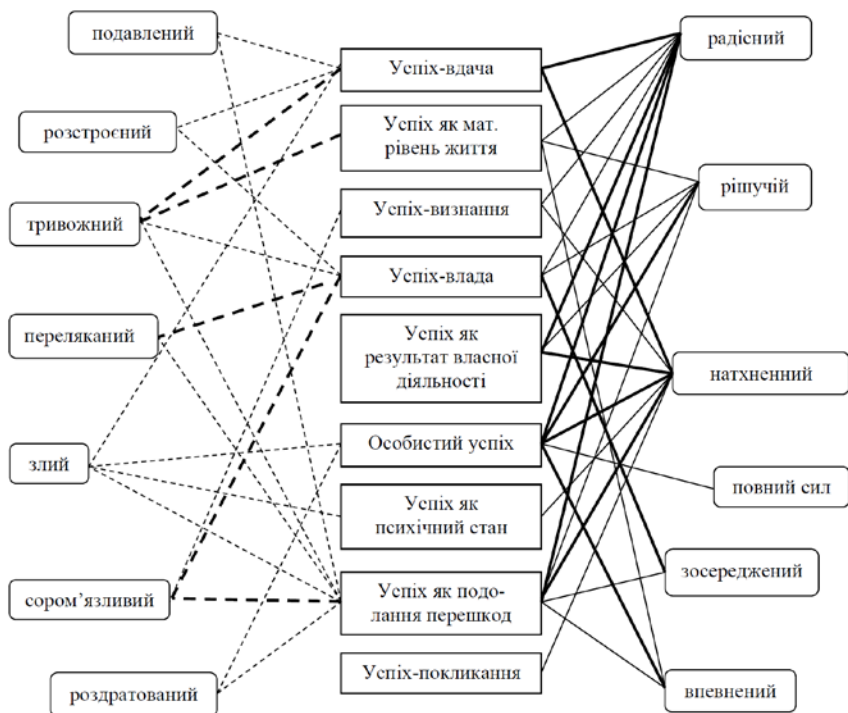 подавлений
розстроєний
тривожний
переляканий
злий
сором’язливий
роздратований
Успіх-вдача
Успіх як мат.
рівень життя
Успіх-визнання
Успіх-влада
Успіх як
результат власної
діяльності
Особистий успіх
Успіх як
психічний стан
Успіх як подо-
лання перешкод
Успіх-покликання
радісний
рішучій
натхненний
повний сил
зосереджений
впевнений